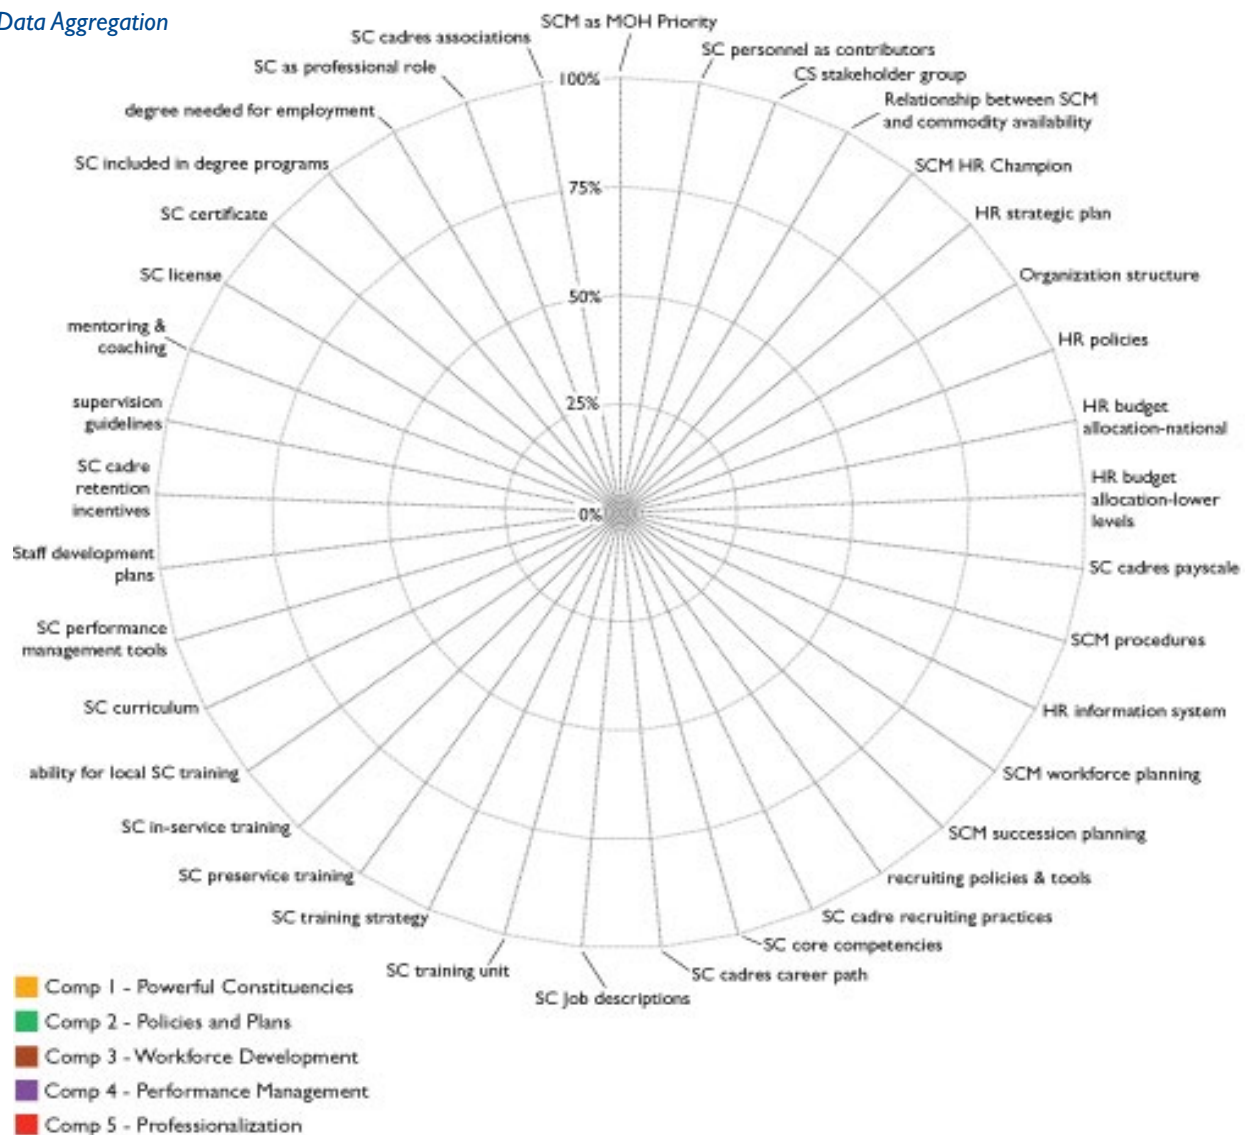 Data Aggregation
SCM as MOH Priority
SC personnel as contributors
CS stakeholder group
Relationship between SCM
and commodity availability
SCM HR Champion
HR strategic plan
Organization structure
HR policies
HR budget
allocation-national
HR budget
allocation-lower
levels
SC cadres payscale
SCM procedures
HR information system
SCM workforce planning
SCM succession planning
recruiting policies & tools
SC cadre recruiting practices
SC core competencies
SC cadres career path
SC Job descriptions
SC training unit
SC training strategy
SC preservice training
SC in-service training
ability for local SC training
SC curriculum
SC performance
management tools
Staff development
plans
SC cadre
retention
incentives
supervision
guidelines
mentoring &
coaching
SC license
SC certificate
SC included in degree programs
degree needed for employment
SC as professional role
SC cadres associations
100%
75%
50%
25%
0%
Comp 1 - Powerful Constituencies
Comp 2 - Policies and Plans
Comp 3 - Workforce Development
Comp 4 - Performance Management
Comp 5 - Professionalization